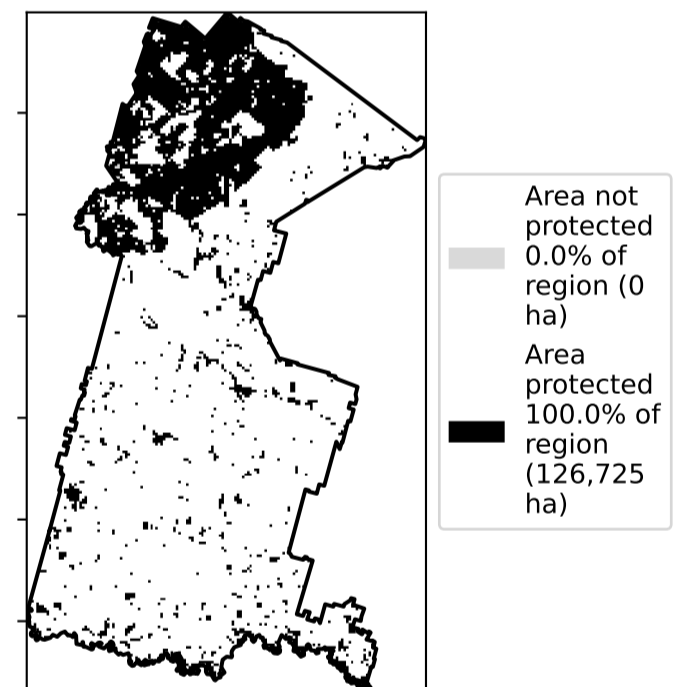 Area not
protected
0.0% of
region (0
ha)
Area
protected
100.0% of
region
(126,725
ha)